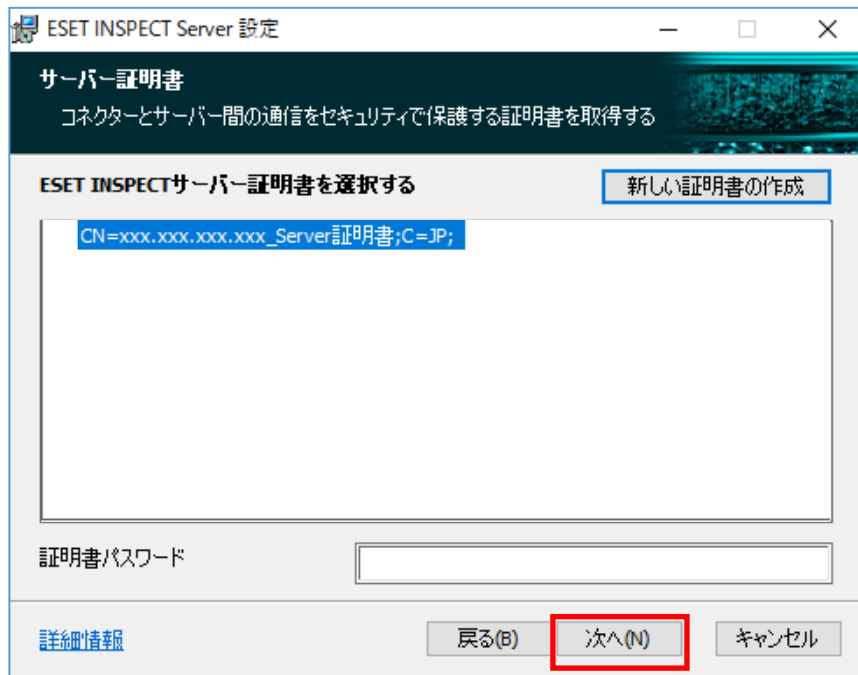 ESET INSPECT Server 設定
サーバー証明書
コネクターとサーバー間の通信をセキュリティで保護する証明書を取得する
ESET INSPECTサーバー証明書を選択する
新しい証明書の作成
CN=xxx.xxx.xxx.xxx_Server証明書;C=JP;
証明書パスワード
詳細情報
戻る(B)
次へ(N)
キャンセル